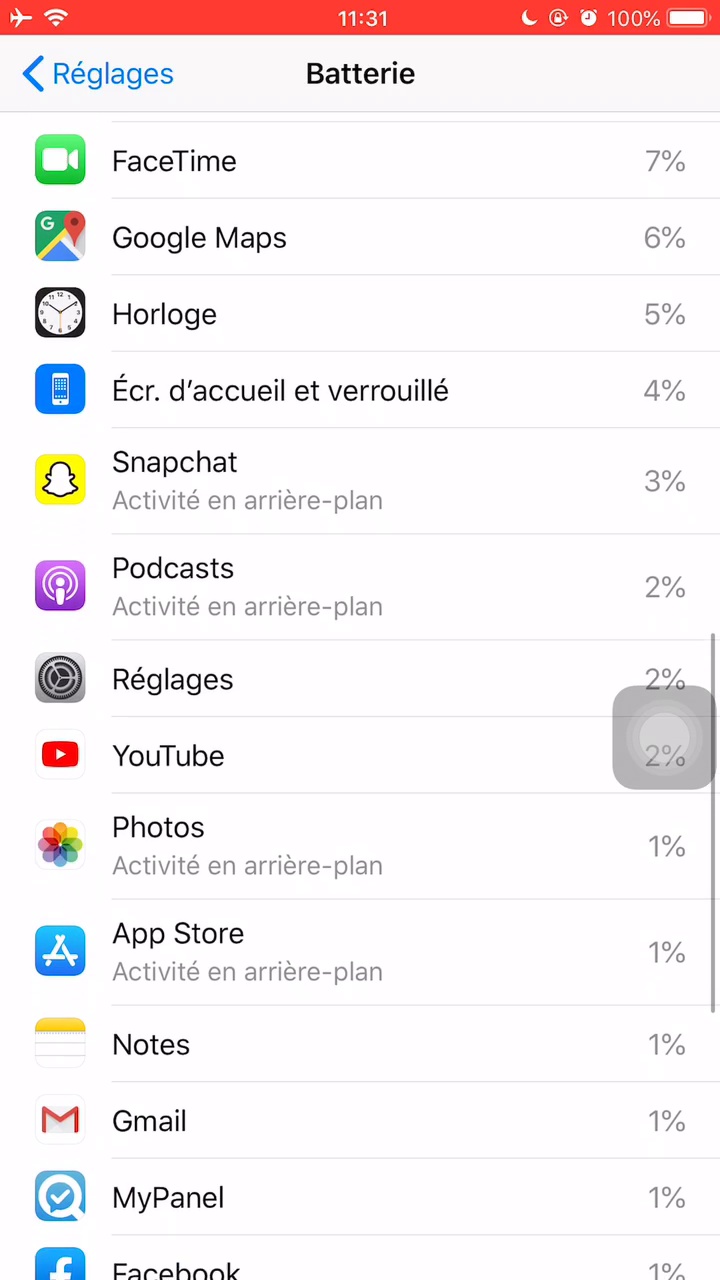 11:31
100%
Réglages
Batterie
FaceTime
7%
Google Maps
6%
Horloge
5%
Écr. d’accueil et verrouillé
4%
Snapchat
Activité en arrière-plan
3%
Podcasts
Activité en arrière-plan
2%
Réglages
2%
YouTube
2%
Photos
Activité en arrière-plan
1%
App Store
Activité en arrière-plan
1%
Notes
1%
Gmail
1%
MyPanel
1%
Facebook
1%